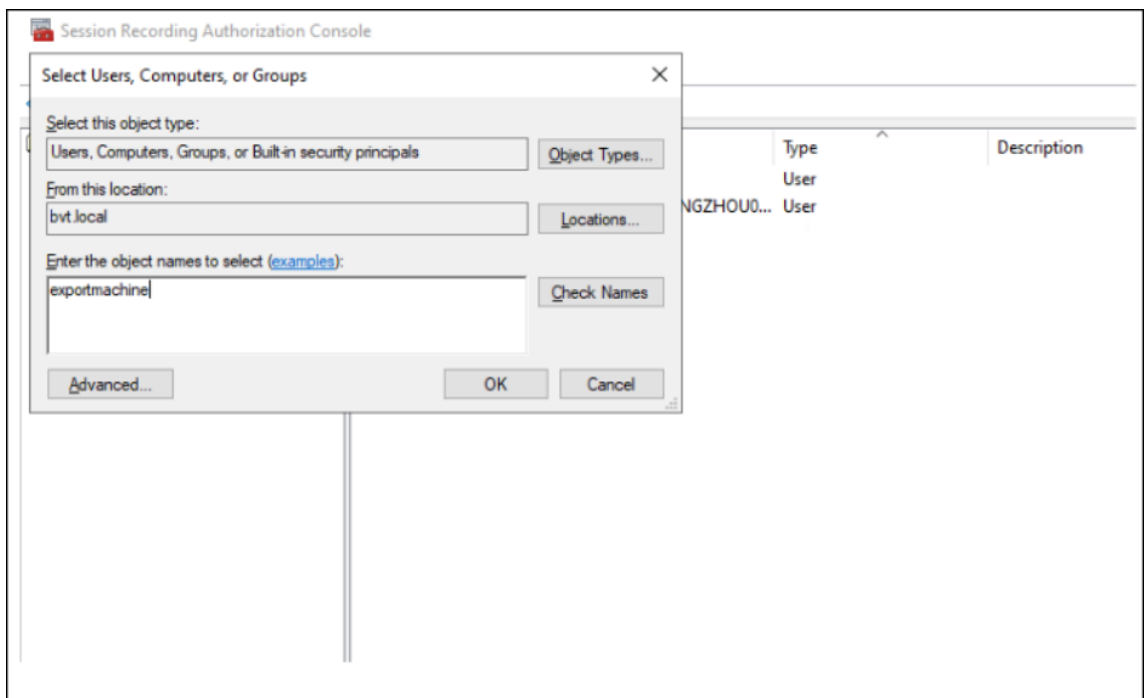 Session Recording Authorization Console
Select Users, Computers, or Groups
Select this object type:
Users, Computers, Groups, or Built-in security principals
Object Types...
From this location:
bvt.local
Locations...
Enter the object names to select (examples):
exportmachine
Check Names
Advanced...
OK
Cancel
Type
Description
User
NGZHOU0... User